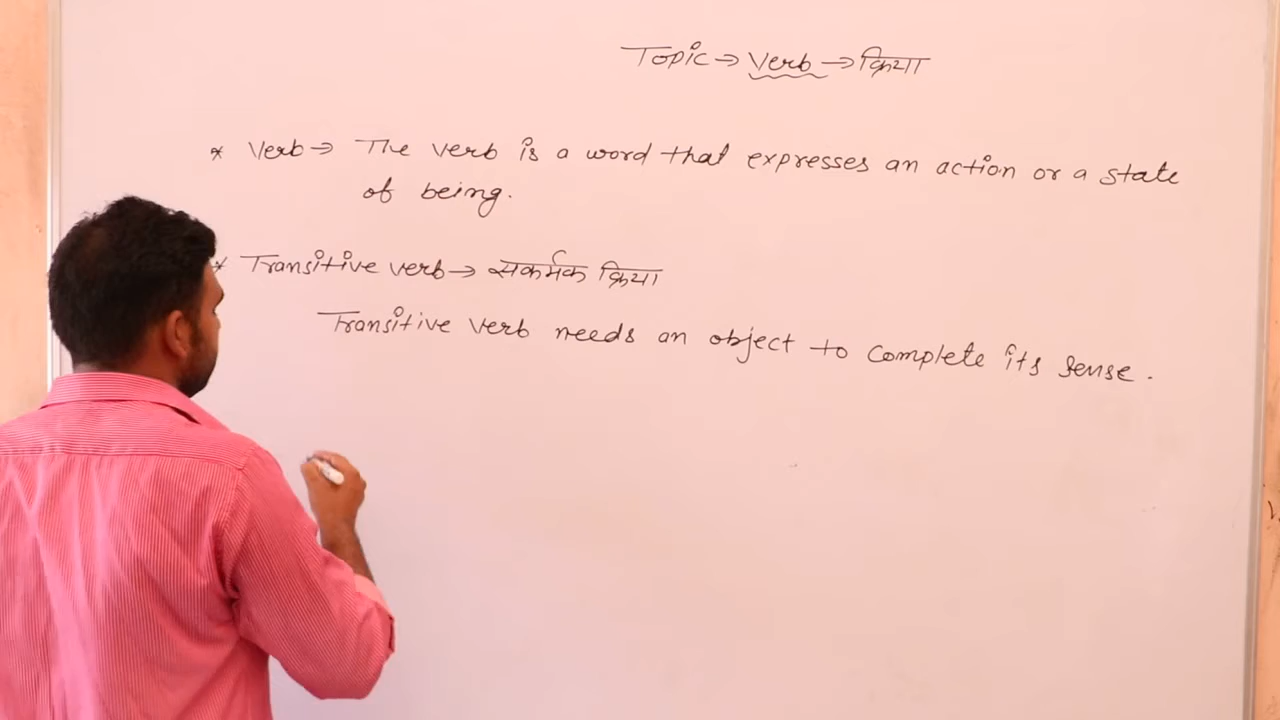 Topic → Verb → क्रिया
* Verb → The verb is a word that expresses an action or a state
of being.
* Transitive verb → सकर्मक क्रिया
Transitive verb needs an object to complete its sense.